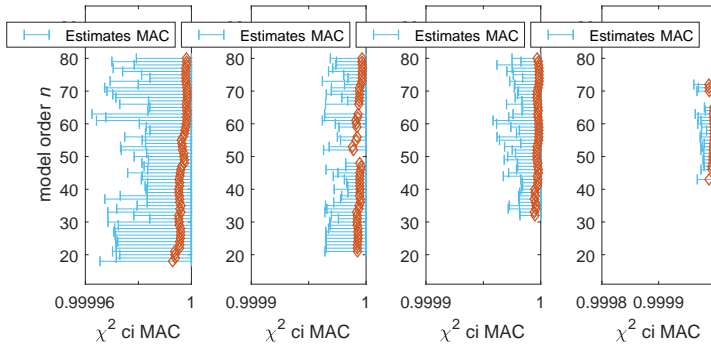 Estimates MAC Estimates MAC Estimates MAC Estimates MAC
80 80 80 80
70 70 70 70
60 60 60 60
50 50 50 50
40 40 40 40
30 30 30 30
20 20 20 20
model order n
0.99996 1 0.9999 1 0.9999 1 0.9998 0.9999
χ² ci MAC χ² ci MAC χ² ci MAC χ² ci MAC